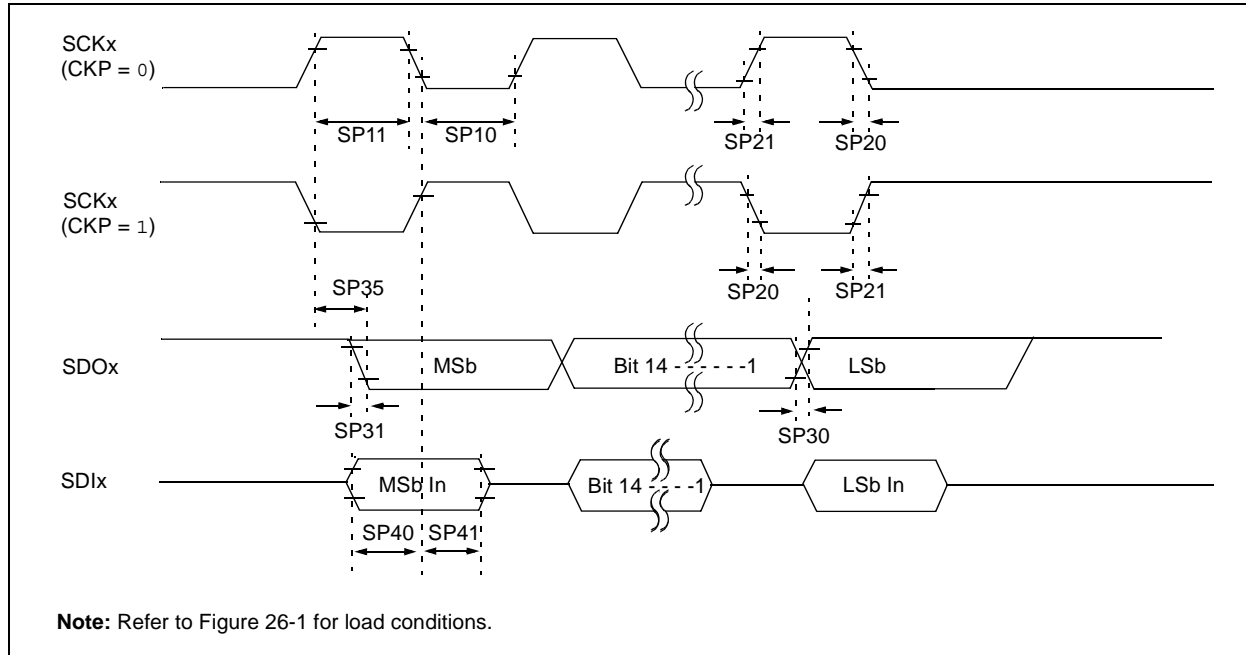 SCKx
(CKP = 0)
SP11
SP10
SP21
SP20
SCKx
(CKP = 1)
SP35
SP20
SP21
SDOx
MSb
Bit 14 - - - - - -1
LSb
SP31
SP30
SDIx
MSb In
Bit 14 - - - -1
LSb In
SP40
SP41
Note: Refer to Figure 26-1 for load conditions.